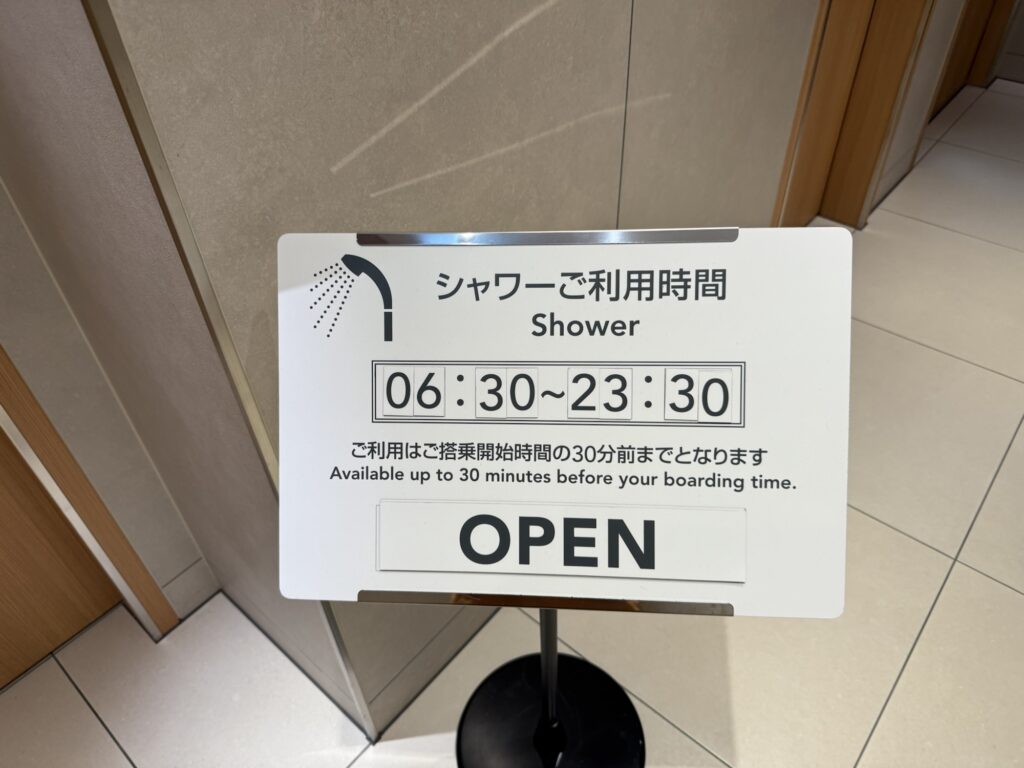 シャワーご利用時間
Shower
06:30~23:30
ご利用はご搭乗開始時間の30分前までとなります
Available up to 30 minutes before your boarding time.
OPEN